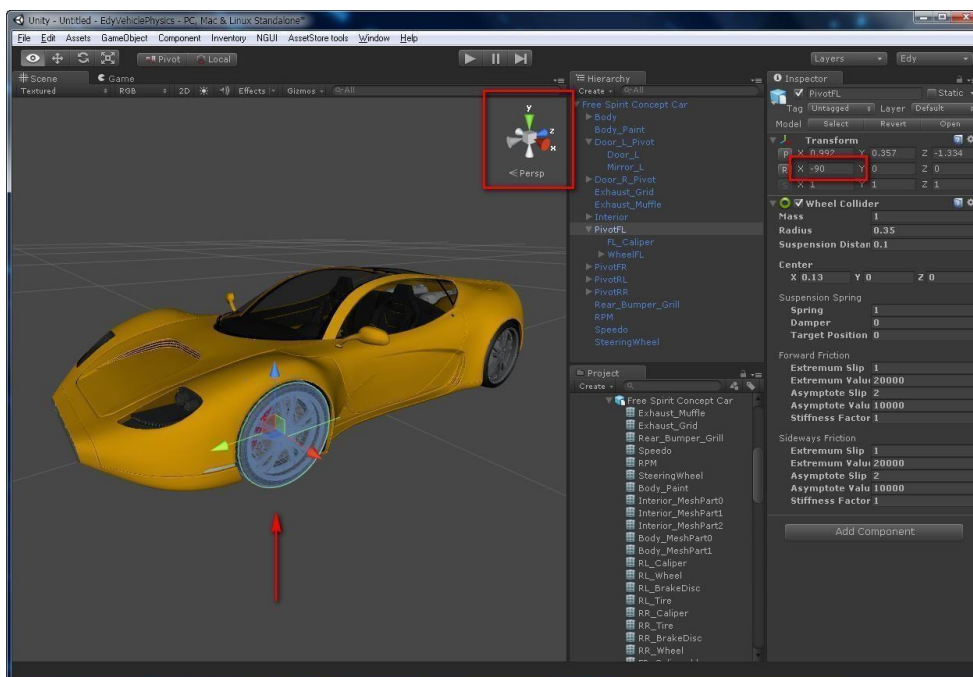 Unity - Untitled - EdyVehiclePhysics - PC, Mac & Linux Standalone*
File Edit Assets GameObject Component Inventory NGUI AssetStore tools Window Help
Pivot Local Layers Edy
Scene Game
Textured RGB 2D Effects Gizmos All
y
z
x
Persp
Hierarchy
Create All
Free Spirit Concept Car
Body
Body_Paint
Door_L_Pivot
Door_L
Mirror_L
Door_R_Pivot
Exhaust_Grid
Exhaust_Muffle
Interior
PivotFL
FL_Caliper
WheelFL
PivotFR
PivotRL
PivotRR
Rear_Bumper_Grill
RPM
Speedo
SteeringWheel
Project
Create
Free Spirit Concept Car
Exhaust_Muffle
Exhaust_Grid
Rear_Bumper_Grill
Speedo
RPM
SteeringWheel
Body_Paint
Interior_MeshPart0
Interior_MeshPart1
Interior_MeshPart2
Body_MeshPart0
Body_MeshPart1
RL_Caliper
RL_Wheel
RL_BrakeDisc
RL_Tire
RR_Caliper
RR_Tire
RR_BrakeDisc
RR_Wheel
Inspector
PivotFL Static
Tag Untagged Layer Default
Model Select Revert Open
Transform
P X 0.992 Y 0.357 Z -1.334
R X -90 Y 0 Z 0
S X 1 Y 1 Z 1
Wheel Collider
Mass 1
Radius 0.35
Suspension Distan 0.1
Center
X 0.13 Y 0 Z 0
Suspension Spring
Spring 1
Damper 0
Target Position 0
Forward Friction
Extremum Slip 1
Extremum Valu 20000
Asymptote Slip 2
Asymptote Valu 10000
Stiffness Factor 1
Sideways Friction
Extremum Slip 1
Extremum Valu 20000
Asymptote Slip 2
Asymptote Valu 10000
Stiffness Factor 1
Add Component